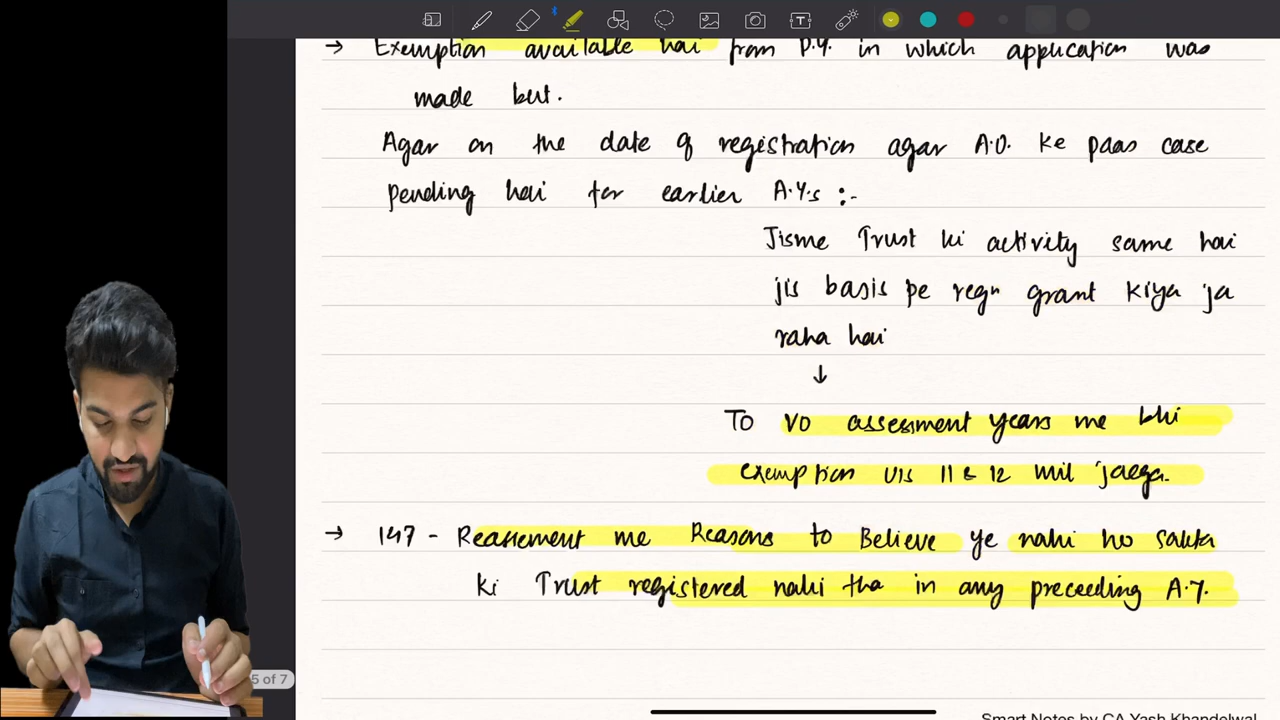 → Exemption available hai from P.Y. in which application was
made but.
Agar on the date of registration agar A.O. ke paas case
pending hai for earlier A.Y.s :-
Jisme Trust ki activity same hai
jis basis pe regn grant kiya ja
raha hai
↓
To vo assessment years me bhi
exemption u/s 11 & 12 mil jaega.
→ 147 - Reassement me Reasons to Believe ye nahi ho sakta
ki Trust registered nahi tha in any preceeding A.Y.
5 of 7
Smart Notes by CA Yash Khandelwal